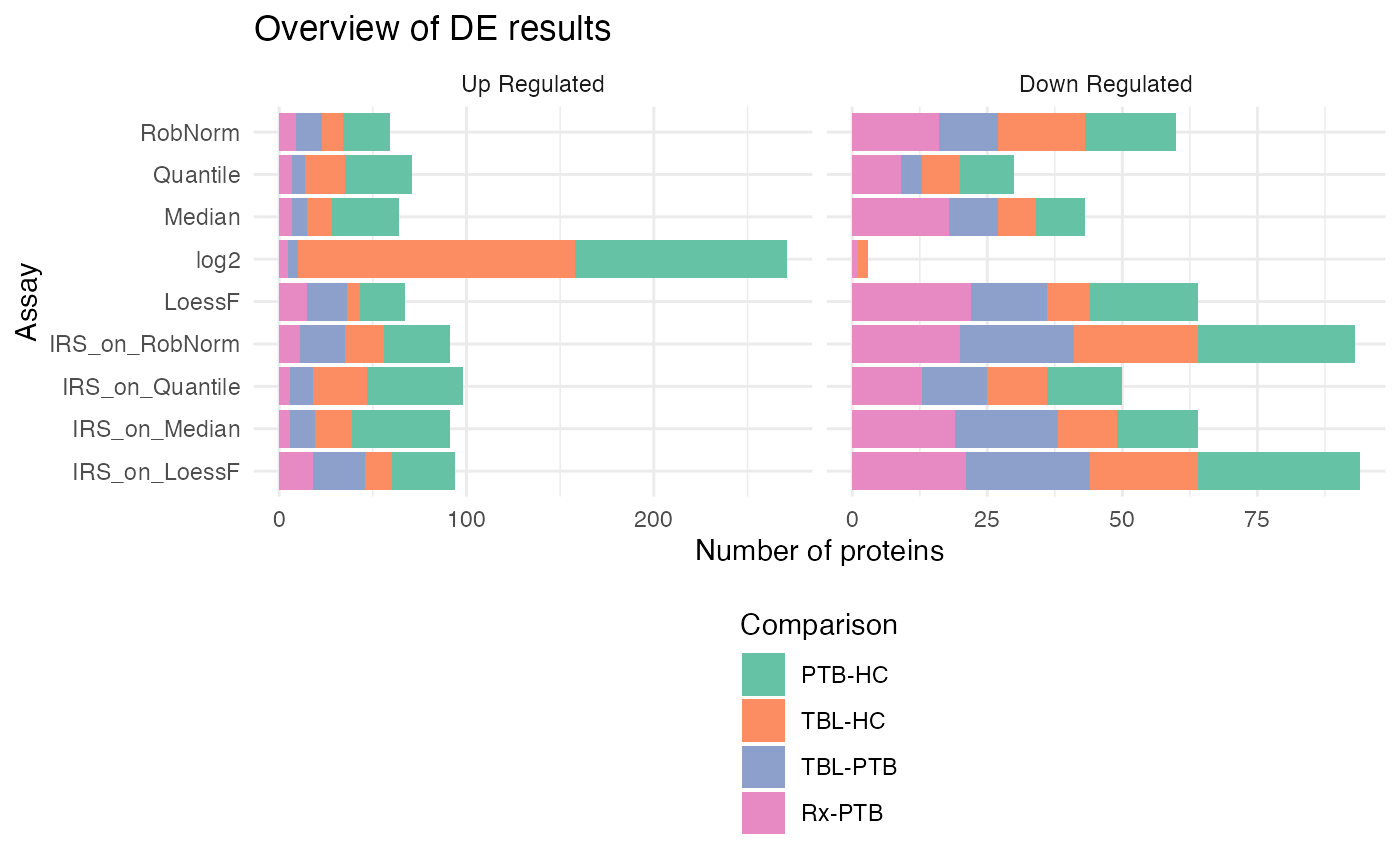 Overview of DE results
Up Regulated
Down Regulated
Assay
RobNorm
Quantile
Median
log2
LoessF
IRS_on_RobNorm
IRS_on_Quantile
IRS_on_Median
IRS_on_LoessF
0 100 200
0 25 50 75
Number of proteins
Comparison
PTB-HC
TBL-HC
TBL-PTB
Rx-PTB